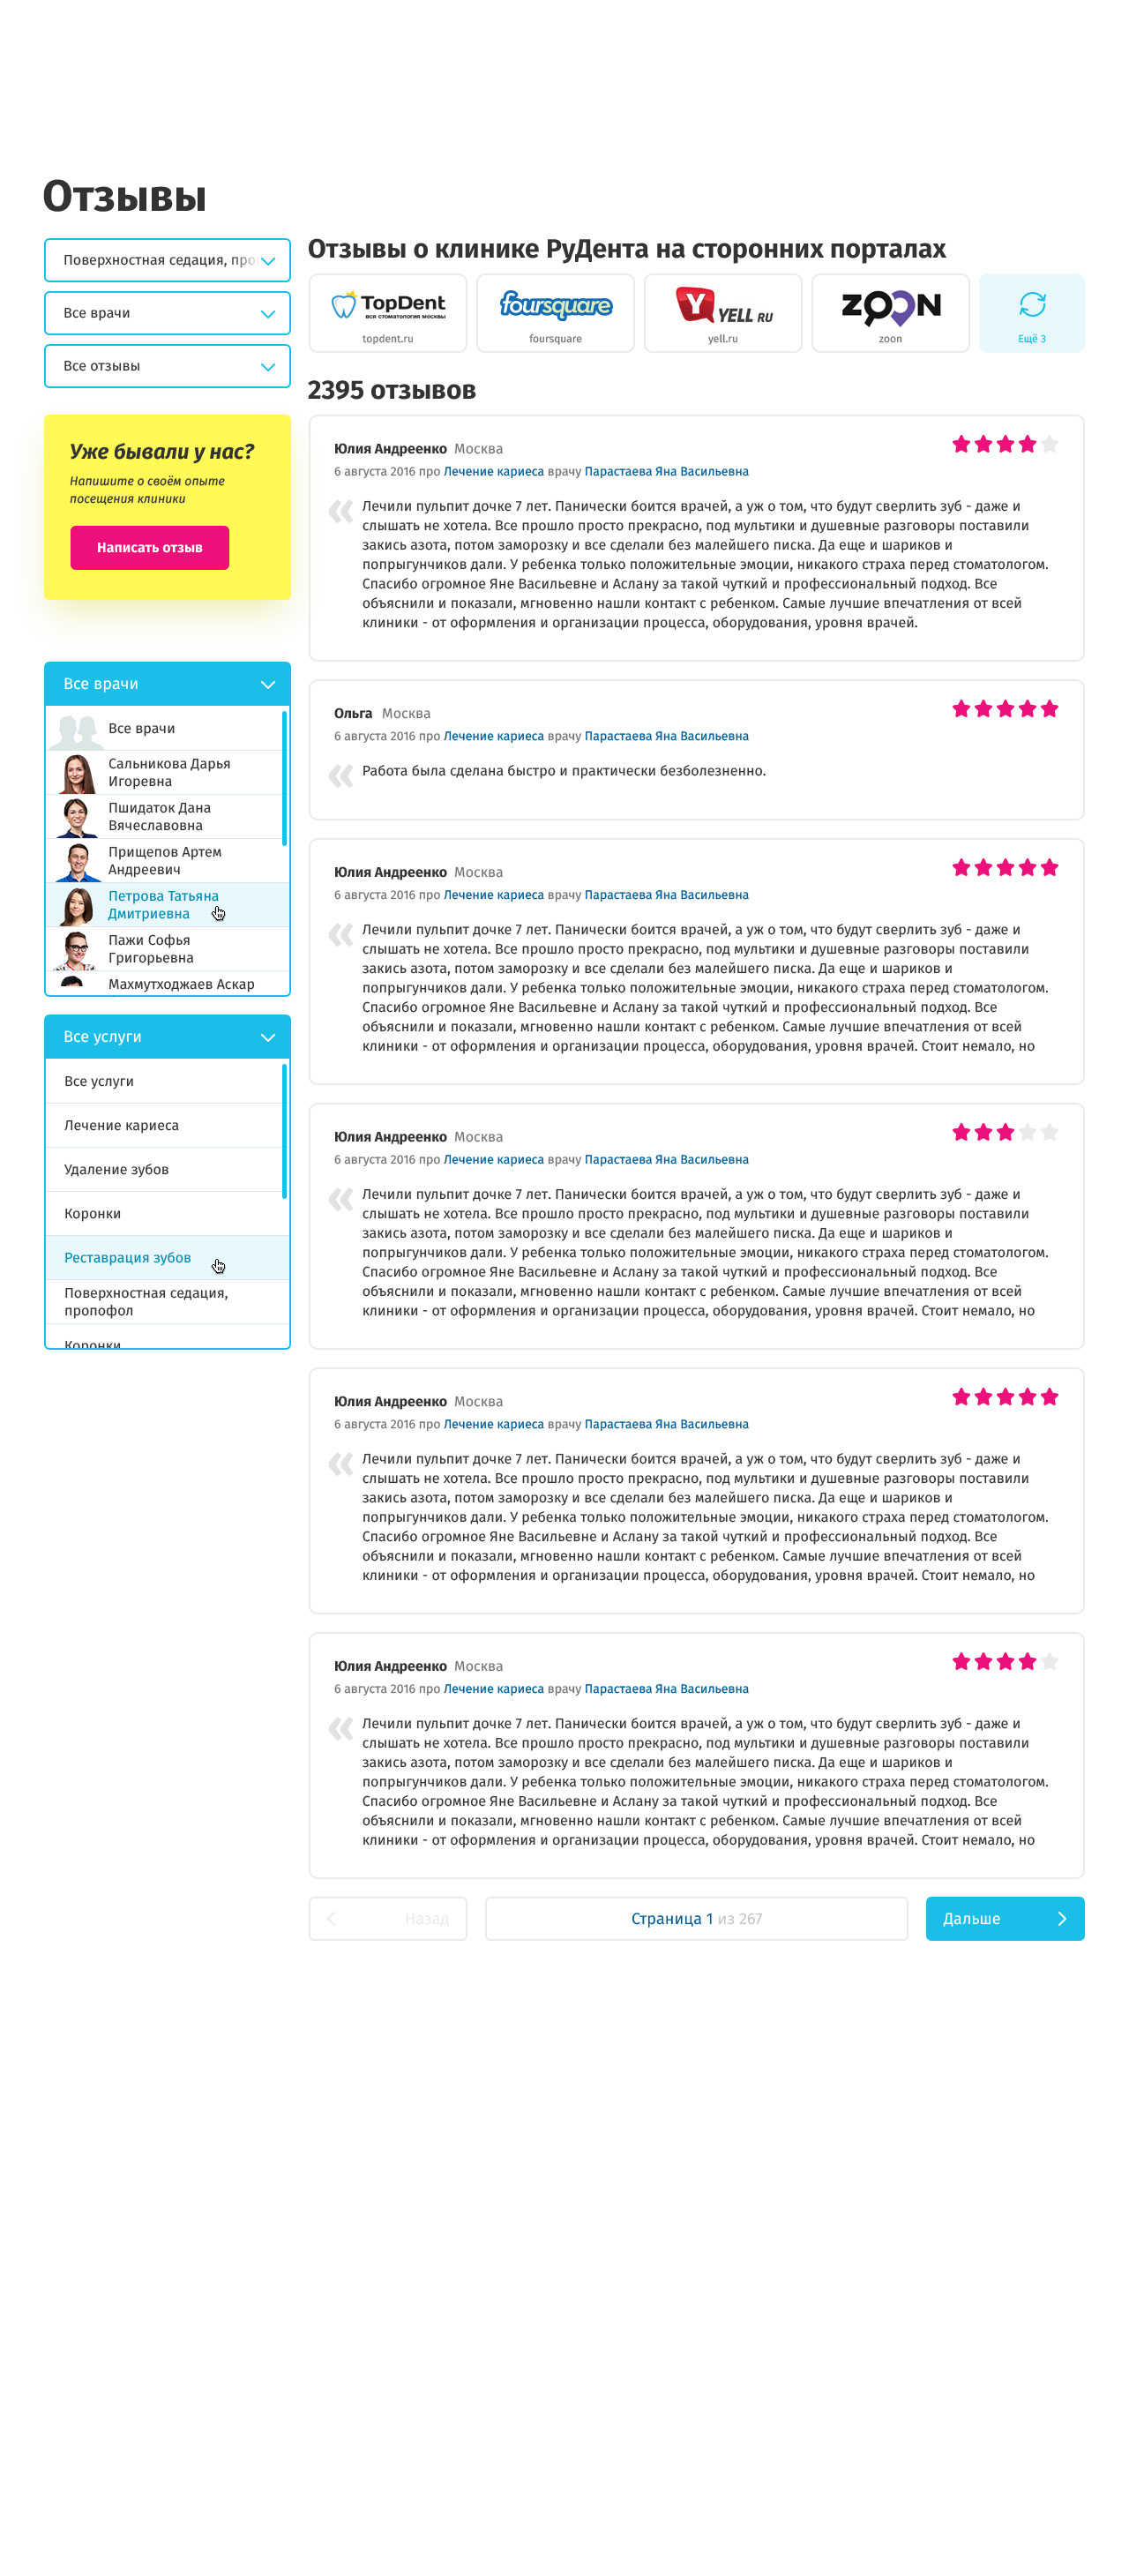 Отзывы
Поверхностная седация, про
Все врачи
Все отзывы
Уже бывали у нас?
Напишите о своём опыте
посещения клиники
Написать отзыв
Все врачи
Все врачи
Сальникова Дарья
Игоревна
Пшидаток Дана
Вячеславовна
Прищепов Артем
Андреевич
Петрова Татьяна
Дмитриевна
Пажи Софья
Григорьевна
Махмутходжаев Аскар
Все услуги
Все услуги
Лечение кариеса
Удаление зубов
Коронки
Реставрация зубов
Поверхностная седация,
пропофол
Коронки
Отзывы о клинике РуДента на сторонних порталах
TopDent
вся стоматология москвы
topdent.ru
foursquare
foursquare
Y YELL RU
yell.ru
ZOON
zoon
Ещё 3
2395 отзывов
Юлия Андреенко Москва
6 августа 2016 про Лечение кариеса врачу Парастаева Яна Васильевна
« Лечили пульпит дочке 7 лет. Панически боится врачей, а уж о том, что будут сверлить зуб - даже и
слышать не хотела. Все прошло просто прекрасно, под мультики и душевные разговоры поставили
закись азота, потом заморозку и все сделали без малейшего писка. Да еще и шариков и
попрыгунчиков дали. У ребенка только положительные эмоции, никакого страха перед стоматологом.
Спасибо огромное Яне Васильевне и Аслану за такой чуткий и профессиональный подход. Все
объяснили и показали, мгновенно нашли контакт с ребенком. Самые лучшие впечатления от всей
клиники - от оформления и организации процесса, оборудования, уровня врачей.
Ольга Москва
6 августа 2016 про Лечение кариеса врачу Парастаева Яна Васильевна
« Работа была сделана быстро и практически безболезненно.
Юлия Андреенко Москва
6 августа 2016 про Лечение кариеса врачу Парастаева Яна Васильевна
« Лечили пульпит дочке 7 лет. Панически боится врачей, а уж о том, что будут сверлить зуб - даже и
слышать не хотела. Все прошло просто прекрасно, под мультики и душевные разговоры поставили
закись азота, потом заморозку и все сделали без малейшего писка. Да еще и шариков и
попрыгунчиков дали. У ребенка только положительные эмоции, никакого страха перед стоматологом.
Спасибо огромное Яне Васильевне и Аслану за такой чуткий и профессиональный подход. Все
объяснили и показали, мгновенно нашли контакт с ребенком. Самые лучшие впечатления от всей
клиники - от оформления и организации процесса, оборудования, уровня врачей. Стоит немало, но
Юлия Андреенко Москва
6 августа 2016 про Лечение кариеса врачу Парастаева Яна Васильевна
« Лечили пульпит дочке 7 лет. Панически боится врачей, а уж о том, что будут сверлить зуб - даже и
слышать не хотела. Все прошло просто прекрасно, под мультики и душевные разговоры поставили
закись азота, потом заморозку и все сделали без малейшего писка. Да еще и шариков и
попрыгунчиков дали. У ребенка только положительные эмоции, никакого страха перед стоматологом.
Спасибо огромное Яне Васильевне и Аслану за такой чуткий и профессиональный подход. Все
объяснили и показали, мгновенно нашли контакт с ребенком. Самые лучшие впечатления от всей
клиники - от оформления и организации процесса, оборудования, уровня врачей. Стоит немало, но
Юлия Андреенко Москва
6 августа 2016 про Лечение кариеса врачу Парастаева Яна Васильевна
« Лечили пульпит дочке 7 лет. Панически боится врачей, а уж о том, что будут сверлить зуб - даже и
слышать не хотела. Все прошло просто прекрасно, под мультики и душевные разговоры поставили
закись азота, потом заморозку и все сделали без малейшего писка. Да еще и шариков и
попрыгунчиков дали. У ребенка только положительные эмоции, никакого страха перед стоматологом.
Спасибо огромное Яне Васильевне и Аслану за такой чуткий и профессиональный подход. Все
объяснили и показали, мгновенно нашли контакт с ребенком. Самые лучшие впечатления от всей
клиники - от оформления и организации процесса, оборудования, уровня врачей. Стоит немало, но
Юлия Андреенко Москва
6 августа 2016 про Лечение кариеса врачу Парастаева Яна Васильевна
« Лечили пульпит дочке 7 лет. Панически боится врачей, а уж о том, что будут сверлить зуб - даже и
слышать не хотела. Все прошло просто прекрасно, под мультики и душевные разговоры поставили
закись азота, потом заморозку и все сделали без малейшего писка. Да еще и шариков и
попрыгунчиков дали. У ребенка только положительные эмоции, никакого страха перед стоматологом.
Спасибо огромное Яне Васильевне и Аслану за такой чуткий и профессиональный подход. Все
объяснили и показали, мгновенно нашли контакт с ребенком. Самые лучшие впечатления от всей
клиники - от оформления и организации процесса, оборудования, уровня врачей. Стоит немало, но
Назад
Страница 1 из 267
Дальше